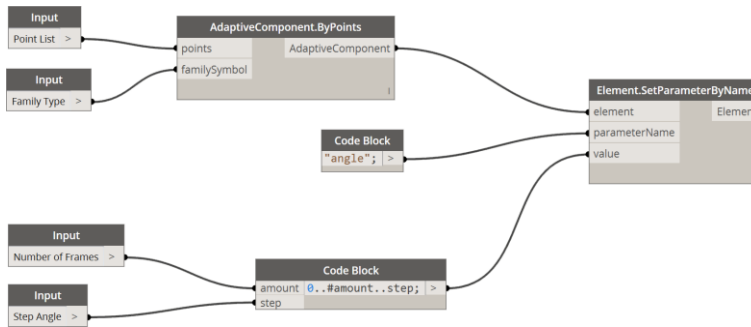 Input
Point List >
Input
Family Type >
AdaptiveComponent.ByPoints
points AdaptiveComponent
familySymbol
l
Code Block
"angle"; >
Element.SetParameterByName
element Elemen
parameterName
value
Input
Number of Frames >
Input
Step Angle >
Code Block
amount 0..#amount..step; >
step